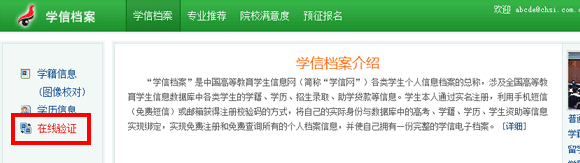 学信档案
学信档案 专业推荐 院校满意度 预征报名
欢迎 abcde@chsi.com.c
学籍信息
(图像校对)
学历信息
在线验证
学信档案介绍
“学信档案”是中国高等教育学生信息网（简称“学信网”）各类学生个人信息档案的总称，涉及全国高等教
育学生信息数据库中各类学生的学籍、学历、招生录取、助学贷款等信息。学生本人通过实名注册，利用手机短信
（免费短信）或邮箱获得注册校验码的方式，将自己的实际身份与数据库中的高考、学籍、学历、学生资助等信息
实现绑定，实现免费注册和免费查询所有的个人档案信息，并使自己拥有一份完整的学信电子档案。 [详细]
学